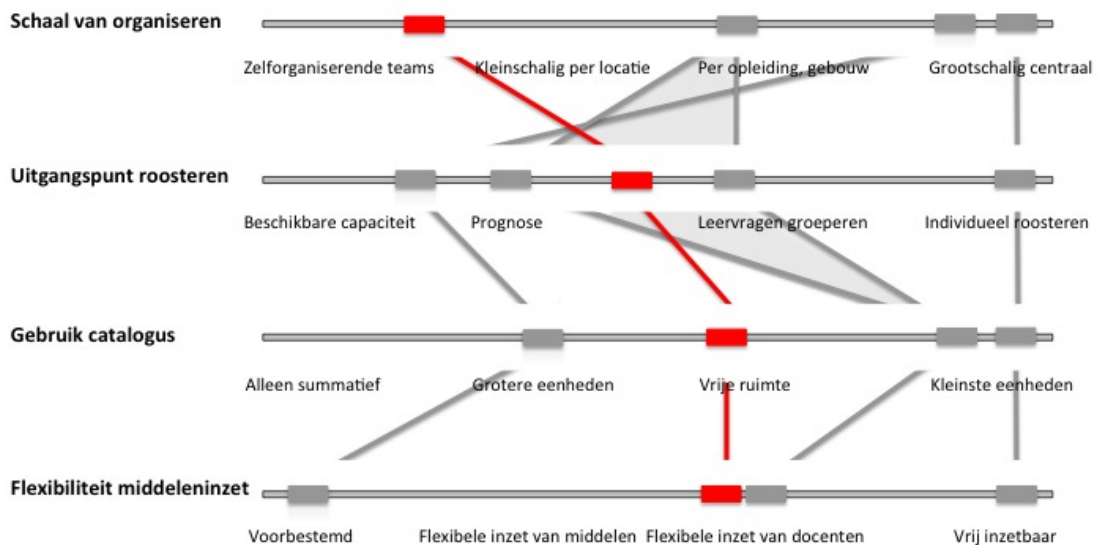 Schaal van organiseren
Zelforganiserende teams Kleinschalig per locatie Per opleiding, gebouw Grootschalig centraal
Uitgangspunt roosteren
Beschikbare capaciteit Prognose Leervragen groeperen Individueel roosteren
Gebruik catalogus
Alleen summatief Grotere eenheden Vrije ruimte Kleinste eenheden
Flexibiliteit middeleninzet
Voorbestemd Flexibele inzet van middelen Flexibele inzet van docenten Vrij inzetbaar